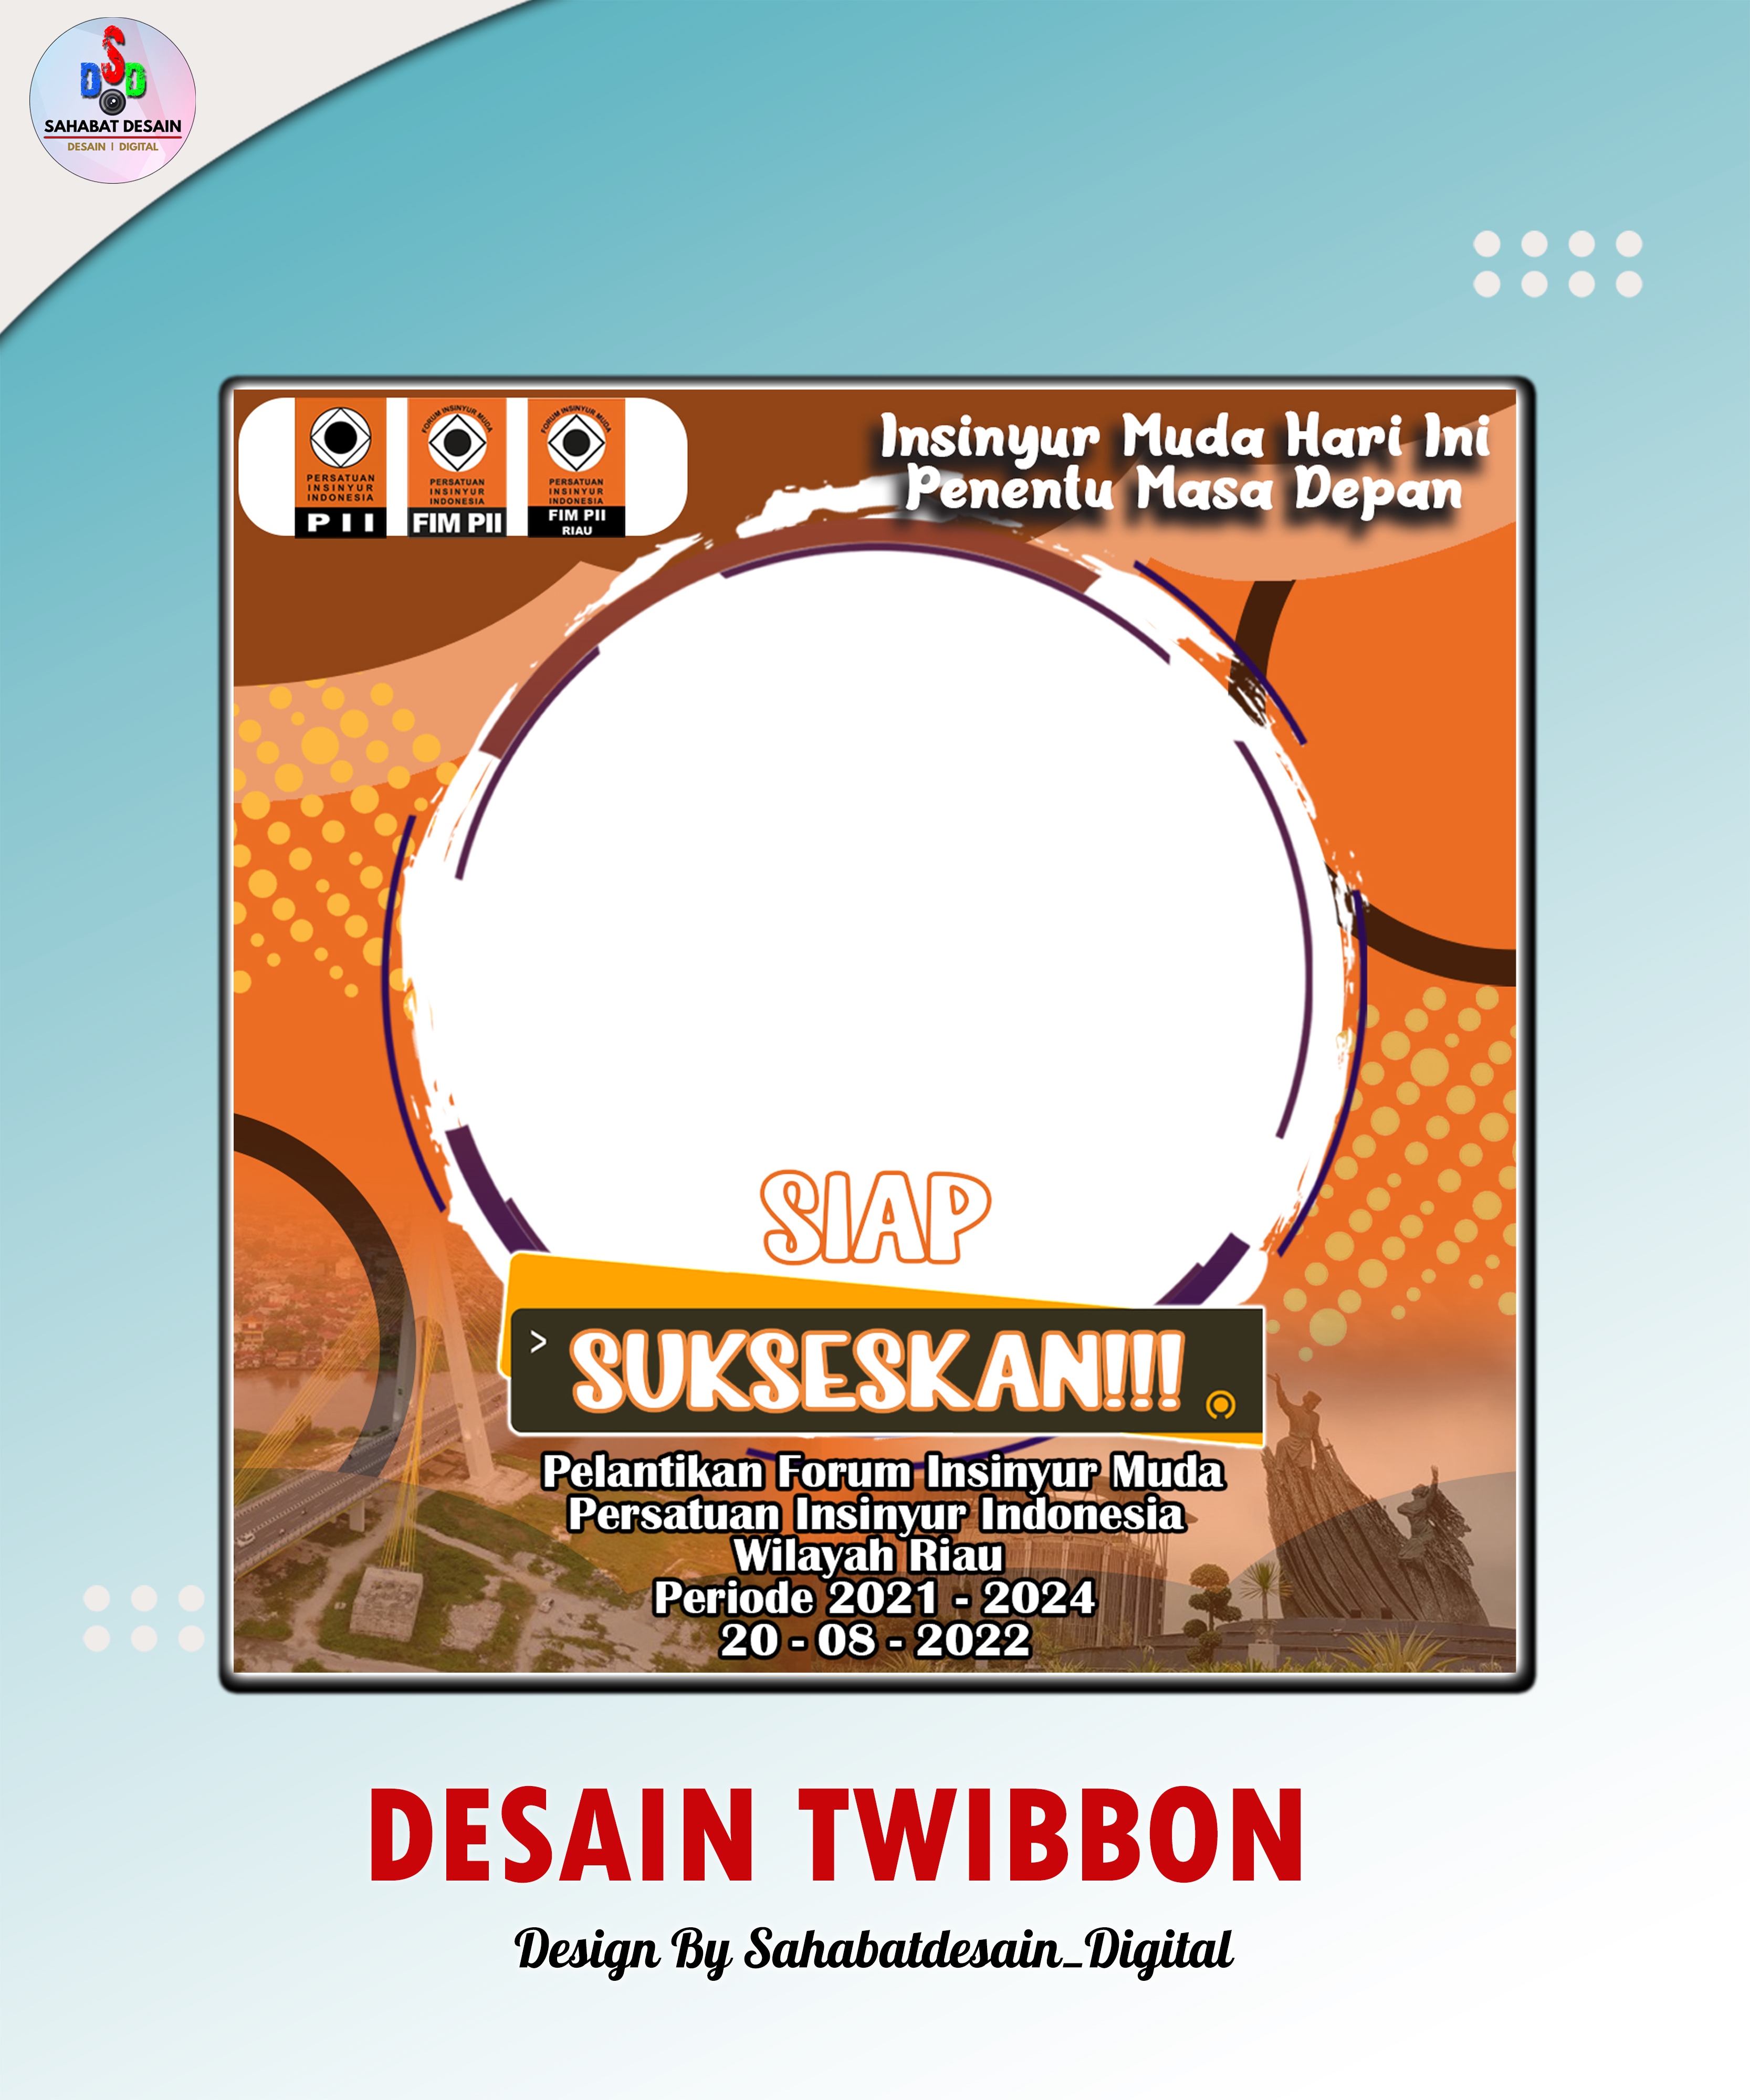 DSD
SAHABAT DESAIN
DESAIN | DIGITAL
PERSATUAN
INSINYUR
INDONESIA
PII
FORUM INSINYUR MUDA
PERSATUAN
INSINYUR
INDONESIA
FIM PII
FORUM INSINYUR MUDA
PERSATUAN
INSINYUR
INDONESIA
FIM PII
RIAU
Insinyur Muda Hari Ini
Penentu Masa Depan
SIAP
> SUKSESKAN!!!
Pelantikan Forum Insinyur Muda
Persatuan Insinyur Indonesia
Wilayah Riau
Periode 2021 - 2024
20 - 08 - 2022
DESAIN TWIBBON
Design By Sahabatdesain_Digital